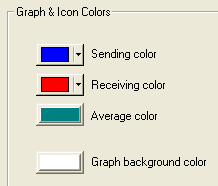 Graph & Icon Colors
Sending color
Receiving color
Average color
Graph background color